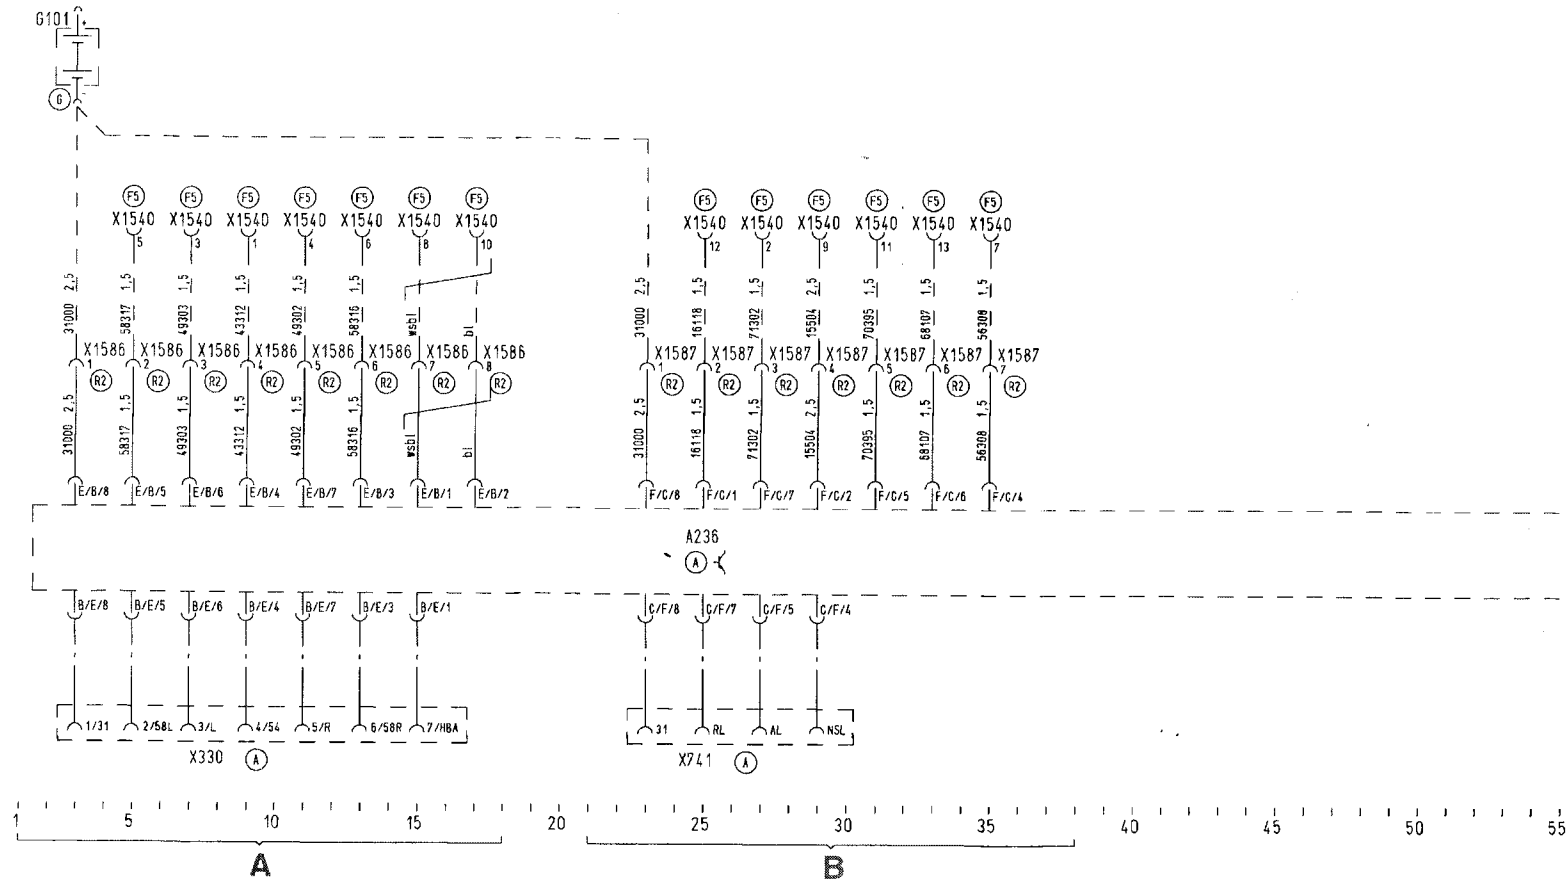 G101
+
-
G
F5 F5 F5 F5 F5 F5 F5 F5 F5 F5 F5 F5 F5
X1540 X1540 X1540 X1540 X1540 X1540 X1540 X1540 X1540 X1540 X1540 X1540 X1540
5 3 1 4 6 8 10 12 2 9 11 13 7
31000 2,5
58317 1,5
49303 1,5
43312 1,5
49302 1,5
58316 1,5
wsbl
bl
31000 2,5
16118 1,5
71302 1,5
15504 2,5
70395 1,5
68107 1,5
56308 1,5
X1586 X1586 X1586 X1586 X1586 X1586 X1586 X1586 X1587 X1587 X1587 X1587 X1587 X1587 X1587
1 2 3 4 5 6 7 8 1 2 3 4 5 6 7
R2 R2 R2 R2 R2 R2 R2 R2 R2 R2 R2 R2 R2 R2 R2
31000 2,5
58317 1,5
49303 1,5
43312 1,5
49302 1,5
58316 1,5
wsbl
bl
31000 2,5
16118 1,5
71302 1,5
15504 2,5
70395 1,5
68107 1,5
56308 1,5
E/B/8 E/B/5 E/B/6 E/B/4 E/B/7 E/B/3 E/B/1 E/B/2 F/C/8 F/C/1 F/C/7 F/C/2 F/C/5 F/C/6 F/C/4
A236
A
B/E/8 B/E/5 B/E/6 B/E/4 B/E/7 B/E/3 B/E/1 C/F/8 C/F/7 C/F/5 C/F/4
1/31 2/58L 3/L 4/54 5/R 6/58R 7/HBA 31 RL AL NSL
X330 A X741 A
1 5 10 15 20 25 30 35 40 45 50 55
A B